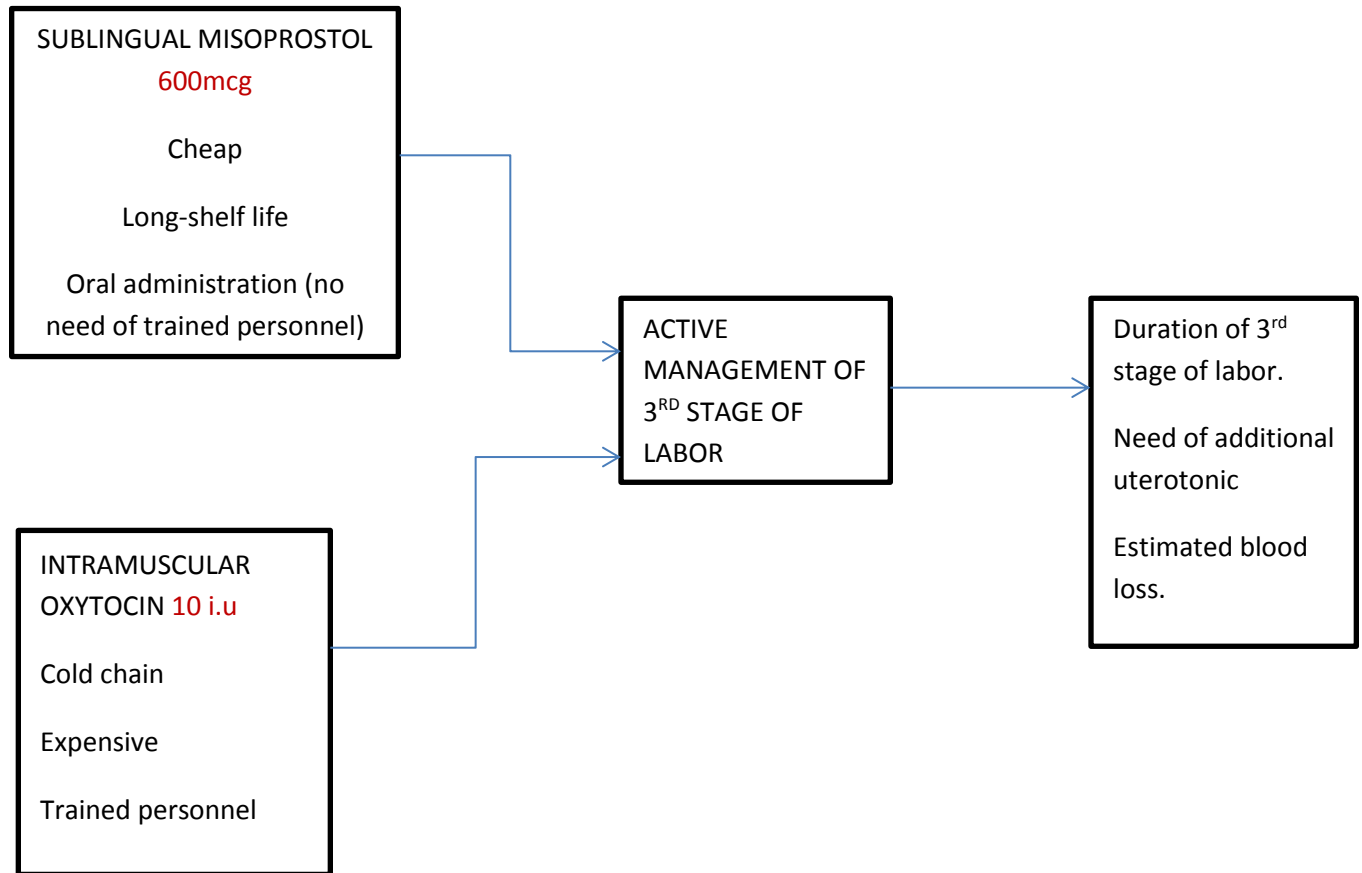 SUBLINGUAL MISOPROSTOL
600mcg
Cheap
Long-shelf life
Oral administration (no
need of trained personnel)
INTRAMUSCULAR
OXYTOCIN 10 i.u
Cold chain
Expensive
Trained personnel
ACTIVE
MANAGEMENT OF
3RD STAGE OF
LABOR
Duration of 3rd
stage of labor.
Need of additional
uterotonic
Estimated blood
loss.